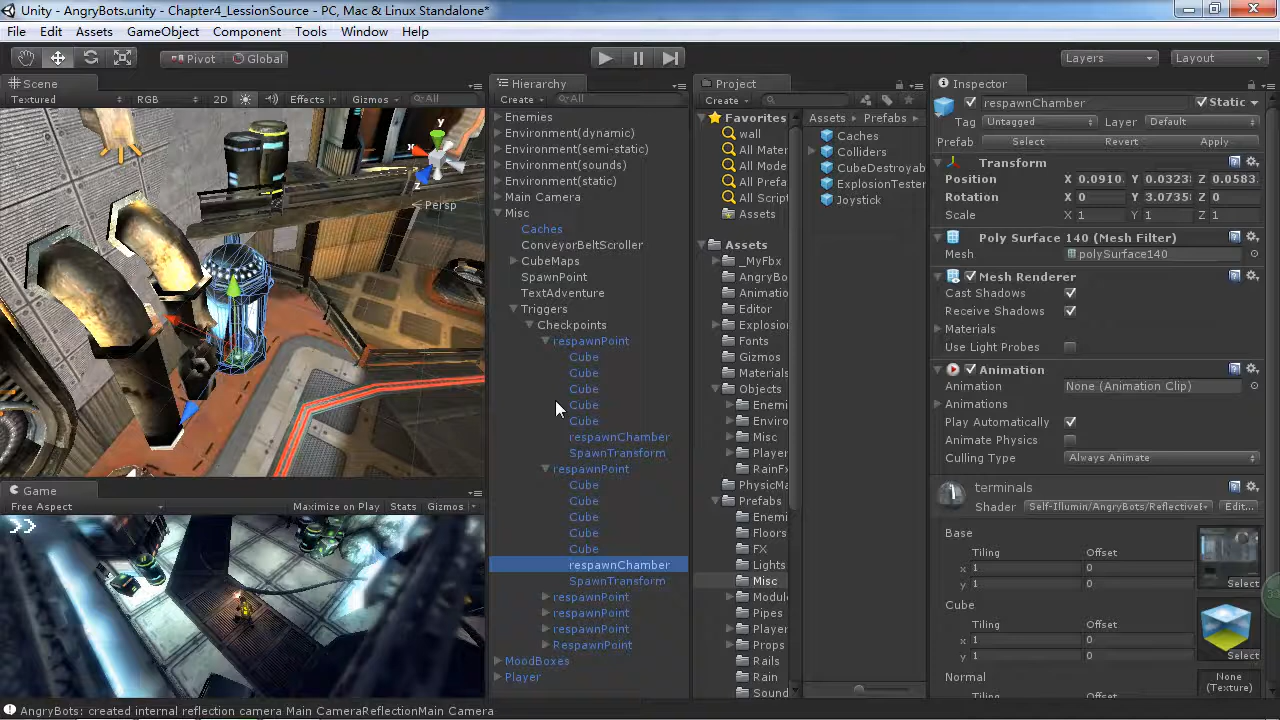 Unity - AngryBots.unity - Chapter4_LessionSource - PC, Mac & Linux Standalone*
File Edit Assets GameObject Component Tools Window Help
Pivot Global Layers Layout
Scene
Textured RGB 2D Effects Gizmos All
y
x
z
Persp
Game
Free Aspect Maximize on Play Stats Gizmos
Hierarchy
Create All
Enemies
Environment(dynamic)
Environment(semi-static)
Environment(sounds)
Environment(static)
Main Camera
Misc
Caches
ConveyorBeltScroller
CubeMaps
SpawnPoint
TextAdventure
Triggers
Checkpoints
respawnPoint
Cube
Cube
Cube
Cube
Cube
respawnChamber
SpawnTransform
respawnPoint
Cube
Cube
Cube
Cube
Cube
respawnChamber
SpawnTransform
respawnPoint
respawnPoint
respawnPoint
RespawnPoint
MoodBoxes
Player
Project
Create
Favorites
wall
All Mater
All Mode
All Prefa
All Script
Assets
Assets
_MyFbx
AngryBo
Animatio
Editor
Explosion
Fonts
Gizmos
Materials
Objects
Enemi
Enviro
Misc
Player
RainFx
PhysicMa
Prefabs
Enemi
Floors
FX
Lights
Misc
Module
Pipes
Player
Props
Rails
Rain
Sound
Assets Prefabs
Caches
Colliders
CubeDestroyab
ExplosionTester
Joystick
Inspector
respawnChamber Static
Tag Untagged Layer Default
Prefab Select Revert Apply
Transform
Position X 0.0910 Y 0.0323 Z 0.0583
Rotation X 0 Y 3.0735 Z 0
Scale X 1 Y 1 Z 1
Poly Surface 140 (Mesh Filter)
Mesh polySurface140
Mesh Renderer
Cast Shadows
Receive Shadows
Materials
Use Light Probes
Animation
Animation None (Animation Clip)
Animations
Play Automatically
Animate Physics
Culling Type Always Animate
terminals
Shader Self-Illumin/AngryBots/Reflective Edit...
Base
Tiling Offset
x 1 0
y 1 0
Select
Cube
Tiling Offset
x 1 0
y 1 0
Select
Normal
Tiling Offset
None
(Texture)
AngryBots: created internal reflection camera Main CameraReflectionMain Camera